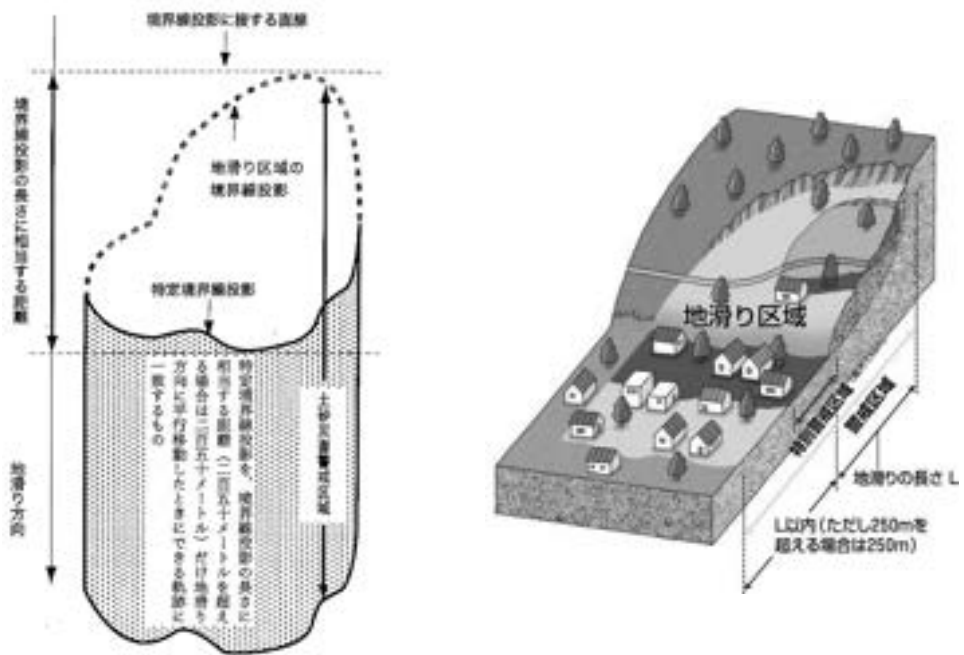 境界線投影に接する直線
境界線投影の長さに相当する距離
地滑り区域の
境界線投影
特定境界線投影
特定境界線投影を、境界線投影の長さに
相当する距離(二百五十メートルを超え
る場合は二百五十メートル)だけ地滑り
方向に平行移動したときにできる軌跡に
一致するもの
土砂災害警戒区域
地滑り方向
地滑り区域
特別警戒区域
警戒区域
地滑りの長さ L
L以内(ただし250mを
超える場合は250m)